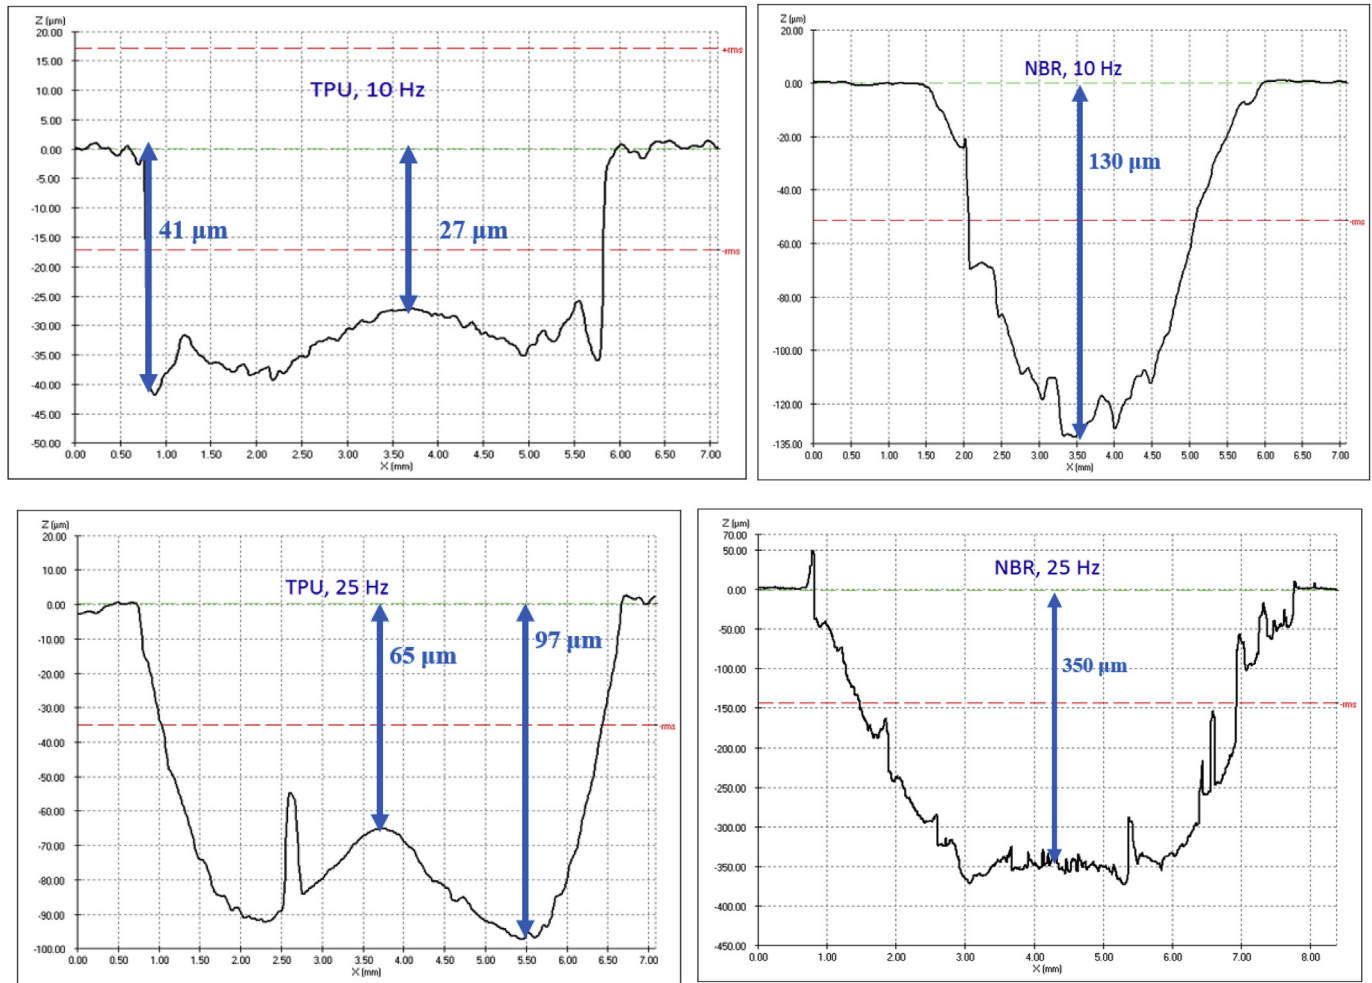 Z (µm)
20.00
15.00
10.00
5.00
0.00
-5.00
-10.00
-15.00
-20.00
-25.00
-30.00
-35.00
-40.00
-45.00
-50.00
TPU, 10 Hz
+rms
41 µm
27 µm
-rms
0.00 0.50 1.00 1.50 2.00 2.50 3.00 3.50 4.00 4.50 5.00 5.50 6.00 6.50 7.00
X (mm)
Z (µm)
20.00
0.00
-20.00
-40.00
-60.00
-80.00
-100.00
-120.00
-135.00
NBR, 10 Hz
130 µm
-rms
0.00 0.50 1.00 1.50 2.00 2.50 3.00 3.50 4.00 4.50 5.00 5.50 6.00 6.50 7.00
X (mm)
Z (µm)
20.00
10.00
0.00
-10.00
-20.00
-30.00
-40.00
-50.00
-60.00
-70.00
-80.00
-90.00
-100.00
TPU, 25 Hz
65 µm
97 µm
-rms
0.00 0.50 1.00 1.50 2.00 2.50 3.00 3.50 4.00 4.50 5.00 5.50 6.00 6.50 7.00
X (mm)
Z (µm)
70.00
50.00
0.00
-50.00
-100.00
-150.00
-200.00
-250.00
-300.00
-350.00
-400.00
-450.00
NBR, 25 Hz
350 µm
-rms
0.00 1.00 2.00 3.00 4.00 5.00 6.00 7.00 8.00
X (mm)